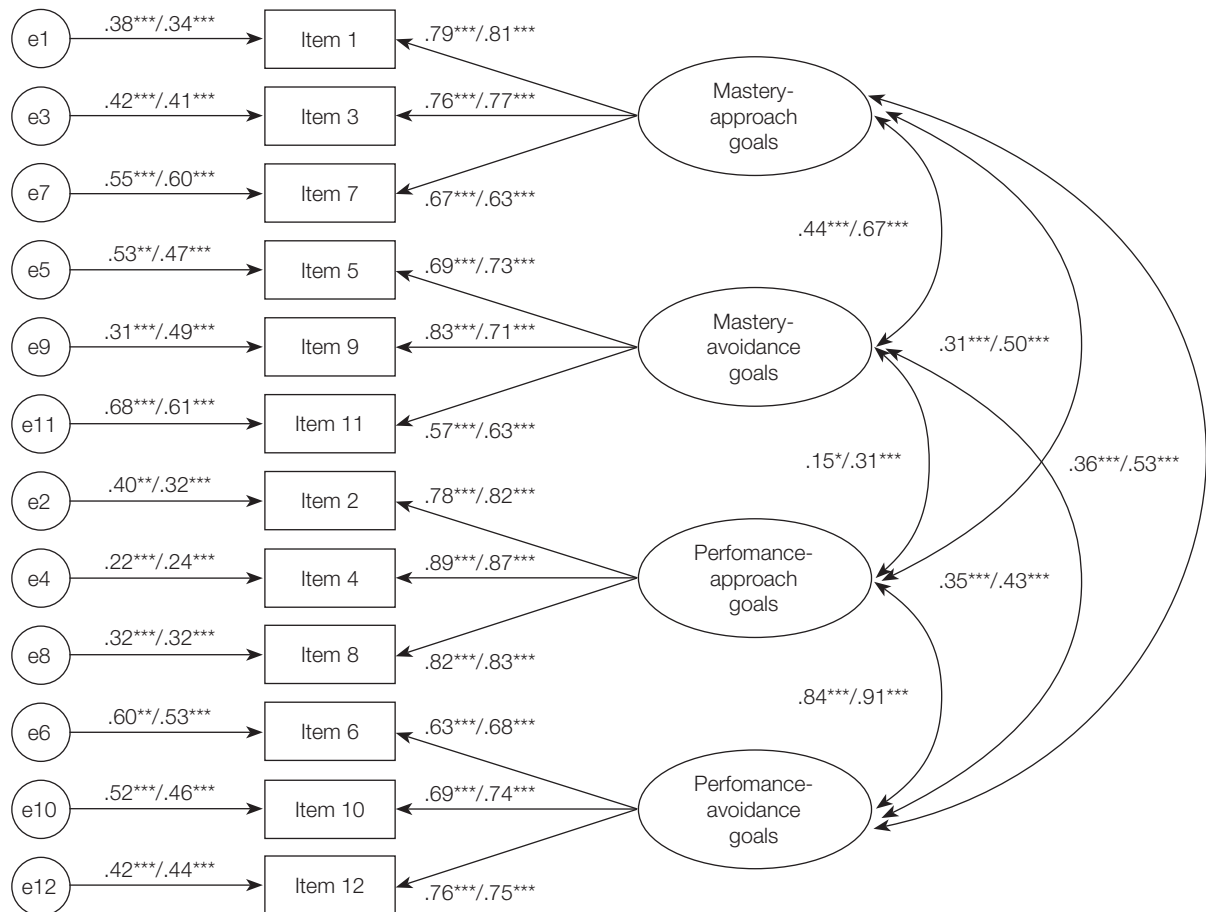 e1
.38***/.34***
Item 1
.79***/.81***
e3
.42***/.41***
Item 3
.76***/.77***
Mastery-
approach
goals
e7
.55***/.60***
Item 7
.67***/.63***
.44***/.67***
e5
.53**/.47***
Item 5
.69***/.73***
e9
.31***/.49***
Item 9
.83***/.71***
Mastery-
avoidance
goals
.31***/.50***
e11
.68***/.61***
Item 11
.57***/.63***
.15*/.31***
.36***/.53***
e2
.40**/.32***
Item 2
.78***/.82***
e4
.22***/.24***
Item 4
.89***/.87***
Perfomance-
approach
goals
.35***/.43***
e8
.32***/.32***
Item 8
.82***/.83***
.84***/.91***
e6
.60**/.53***
Item 6
.63***/.68***
e10
.52***/.46***
Item 10
.69***/.74***
Perfomance-
avoidance
goals
e12
.42***/.44***
Item 12
.76***/.75***